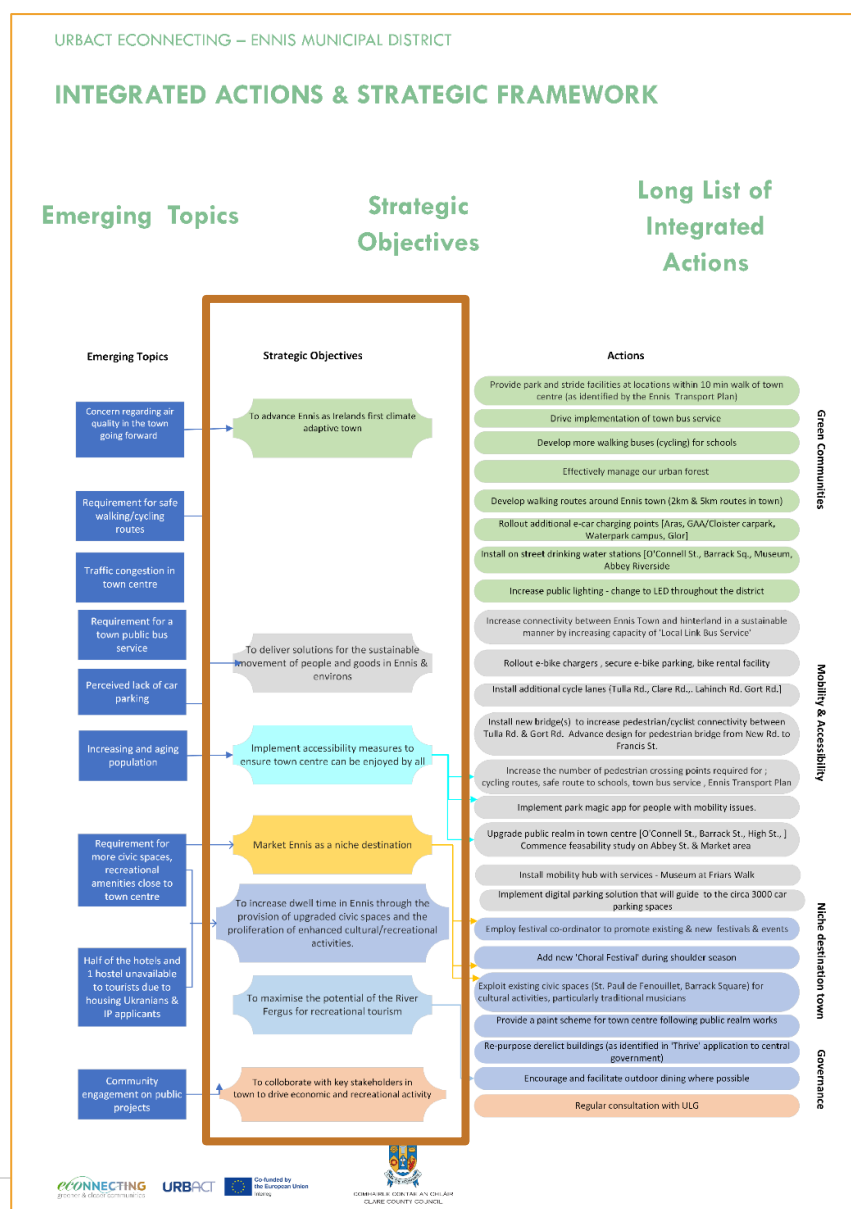 URBACT ECONNECTING – ENNIS MUNICIPAL DISTRICT
INTEGRATED ACTIONS & STRATEGIC FRAMEWORK
Emerging Topics
Strategic
Objectives
Long List of
Integrated
Actions
Emerging Topics
Concern regarding air
quality in the town
going forward
Requirement for safe
walking/cycling
routes
Traffic congestion in
town centre
Requirement for a
town public bus
service
Perceived lack of car
parking
Increasing and aging
population
Requirement for
more civic spaces,
recreational
amenities close to
town centre
Half of the hotels and
1 hostel unavailable
to tourists due to
housing Ukranians &
IP applicants
Community
engagement on public
projects
Strategic Objectives
To advance Ennis as Irelands first climate
adaptive town
To deliver solutions for the sustainable
movement of people and goods in Ennis &
environs
Implement accessibility measures to
ensure town centre can be enjoyed by all
Market Ennis as a niche destination
To increase dwell time in Ennis through the
provision of upgraded civic spaces and the
proliferation of enhanced cultural/recreational
activities.
To maximise the potential of the River
Fergus for recreational tourism
To collaborate with key stakeholders in
town to drive economic and recreational activity
Actions
Provide park and stride facilities at locations within 10 min walk of town
centre (as identified by the Ennis Transport Plan)
Drive implementation of town bus service
Develop more walking buses (cycling) for schools
Effectively manage our urban forest
Develop walking routes around Ennis town (2km & 5km routes in town)
Rollout additional e-car charging points [Aras, GAA/Cloister carpark,
Waterpark campus, Glor]
Install on street drinking water stations [O'Connell St., Barrack Sq., Museum,
Abbey Riverside
Increase public lighting - change to LED throughout the district
Increase connectivity between Ennis Town and hinterland in a sustainable
manner by increasing capacity of 'Local Link Bus Service'
Rollout e-bike chargers , secure e-bike parking, bike rental facility
Install additional cycle lanes {Tulla Rd., Clare Rd.,. Lahinch Rd. Gort Rd.]
Install new bridge(s) to increase pedestrian/cyclist connectivity between
Tulla Rd. & Gort Rd. Advance design for pedestrian bridge from New Rd. to
Francis St.
Increase the number of pedestrian crossing points required for ;
cycling routes, safe route to schools, town bus service , Ennis Transport Plan
Implement park magic app for people with mobility issues.
Upgrade public realm in town centre [O'Connell St., Barrack St., High St., ]
Commence feasability study on Abbey St. & Market area
Install mobility hub with services - Museum at Friars Walk
Implement digital parking solution that will guide to the circa 3000 car
parking spaces
Employ festival co-ordinator to promote existing & new festivals & events
Add new 'Choral Festival' during shoulder season
Exploit existing civic spaces (St. Paul de Fenouillet, Barrack Square) for
cultural activities, particularly traditional musicians
Provide a paint scheme for town centre following public realm works
Re-purpose derelict buildings (as identified in 'Thrive' application to central
government)
Encourage and facilitate outdoor dining where possible
Regular consultation with ULG
Green Communities
Mobility & Accessibility
Niche destination town
Governance
eCONNECTING
greener & closer communities
URBACT
Co-funded by
the European Union
Interreg
COMHAIRLE CONTAE AN CHLÁIR
CLARE COUNTY COUNCIL